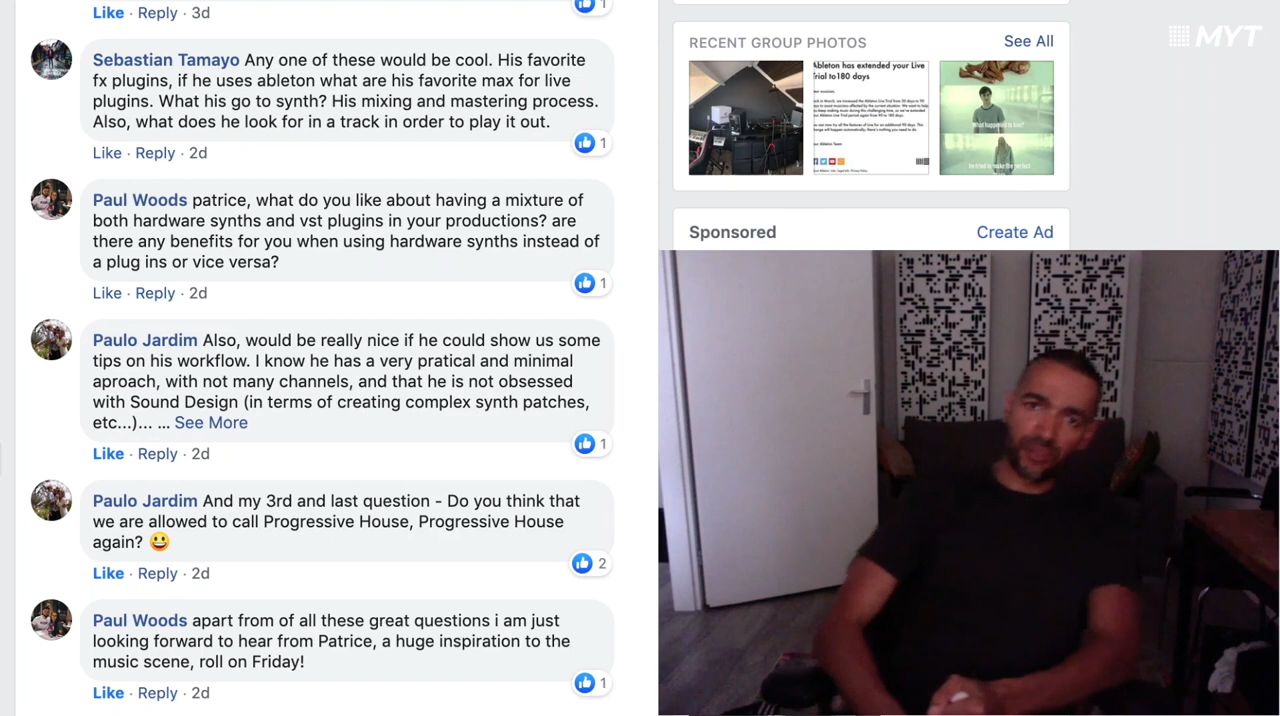 Like · Reply · 3d
1
Sebastian Tamayo Any one of these would be cool. His favorite
fx plugins, if he uses ableton what are his favorite max for live
plugins. What his go to synth? His mixing and mastering process.
Also, what does he look for in a track in order to play it out.
1
Like · Reply · 2d
Paul Woods patrice, what do you like about having a mixture of
both hardware synths and vst plugins in your productions? are
there any benefits for you when using hardware synths instead of
a plug ins or vice versa?
1
Like · Reply · 2d
Paulo Jardim Also, would be really nice if he could show us some
tips on his workflow. I know he has a very pratical and minimal
aproach, with not many channels, and that he is not obsessed
with Sound Design (in terms of creating complex synth patches,
etc...)... ... See More
1
Like · Reply · 2d
Paulo Jardim And my 3rd and last question - Do you think that
we are allowed to call Progressive House, Progressive House
again? 😃
2
Like · Reply · 2d
Paul Woods apart from of all these great questions i am just
looking forward to hear from Patrice, a huge inspiration to the
music scene, roll on Friday!
1
Like · Reply · 2d
RECENT GROUP PHOTOS
See All
MYT
Ableton has extended your Live
Trial to180 days
What happened to him?
He tried to make the perfect
Sponsored
Create Ad